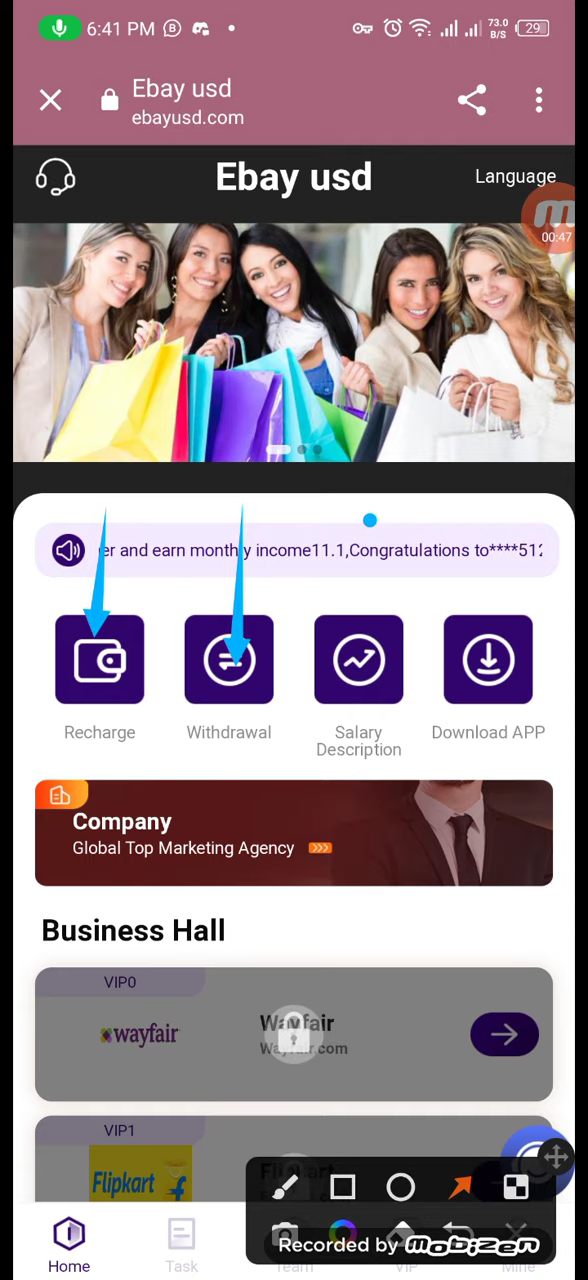 6:41 PM
73.0
B/S
29
Ebay usd
ebayusd.com
Ebay usd
Language
00:47
er and earn monthly income11.1,Congratulations to****512
Recharge
Withdrawal
Salary
Description
Download APP
Company
Global Top Marketing Agency
Business Hall
VIP0
wayfair
Wayfair
Wayfair.com
VIP1
Flipkart
Flipkart
Recorded by mobizen
Home
Task
Team
VIP
Mine